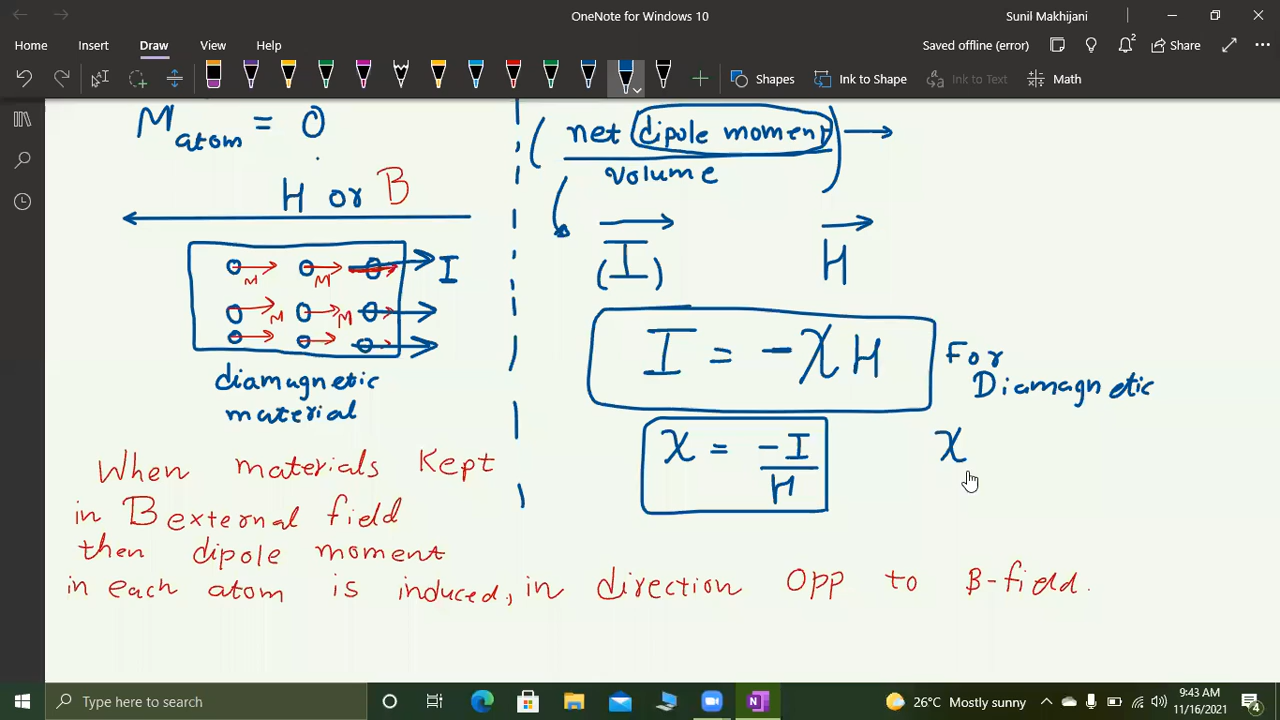 OneNote for Windows 10
Sunil Makhijani
Home Insert Draw View Help
Saved offline (error)
Share
Shapes
Ink to Shape
Ink to Text
Math
M atom = 0
H or B
I
M M
M M
diamagnetic
material
When materials Kept
in B external field
then dipole moment
in each atom is induced, in direction opp to B-field.
( net dipole moment )
volume
(I) H
I = -χ H
For
Diamagnetic
χ = -I
H
χ
Type here to search
26°C Mostly sunny
9:43 AM
11/16/2021
4